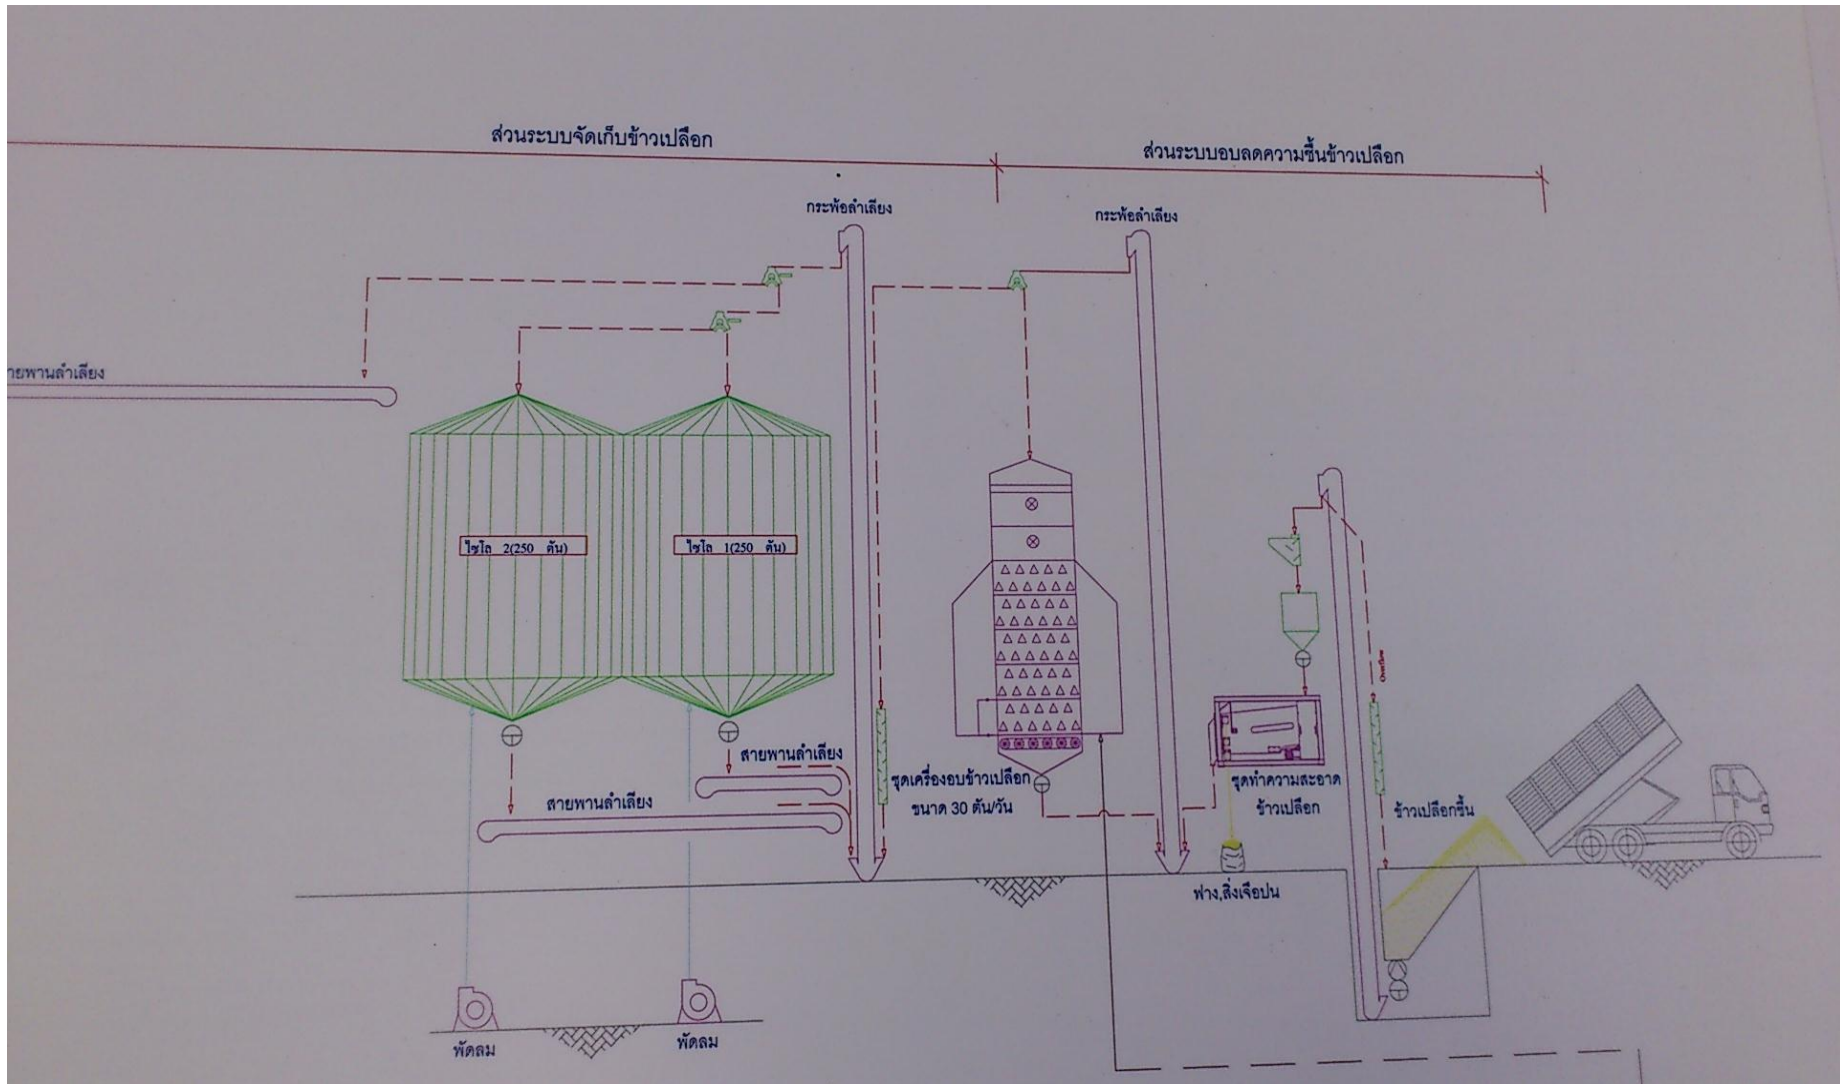 ส่วนระบบจัดเก็บข้าวเปลือก
ส่วนระบบอบลดความชื้นข้าวเปลือก
กระพ้อลำเลียง
กระพ้อลำเลียง
ายพานลำเลียง
ไซโล 2(250 ตัน)
ไซโล 1(250 ตัน)
Overflow
สายพานลำเลียง
สายพานลำเลียง
ชุดเครื่องอบข้าวเปลือก
ขนาด 30 ตัน/วัน
ชุดทำความสะอาด
ข้าวเปลือก
ข้าวเปลือกชื้น
ฟาง,สิ่งเจือปน
พัดลม
พัดลม